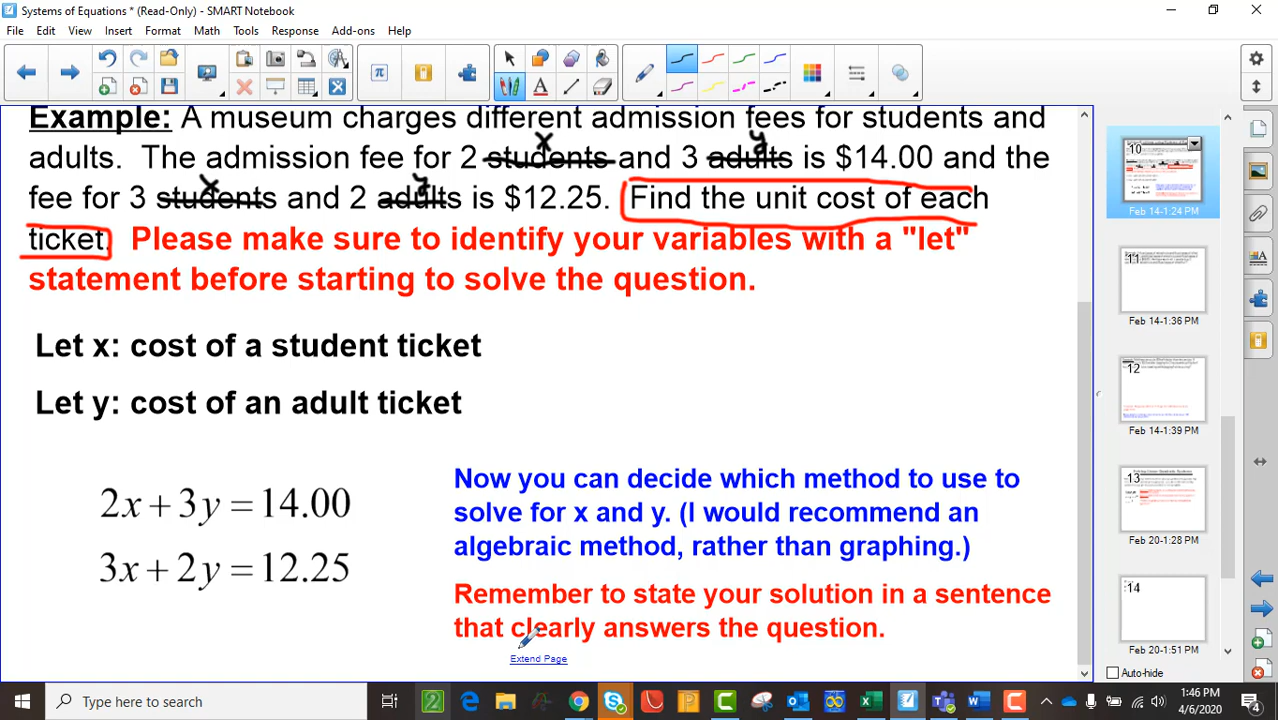 Systems of Equations * (Read-Only) - SMART Notebook
File Edit View Insert Format Math Tools Response Add-ons Help
Example: A museum charges different admission fees for students and
x y
adults. The admission fee for 2 students and 3 adults is $14.00 and the
x y
fee for 3 students and 2 adults is $12.25. Find the unit cost of each
ticket. Please make sure to identify your variables with a "let"
statement before starting to solve the question.
Let x: cost of a student ticket
Let y: cost of an adult ticket
2x + 3y = 14.00
3x + 2y = 12.25
Now you can decide which method to use to
solve for x and y. (I would recommend an
algebraic method, rather than graphing.)
Remember to state your solution in a sentence
that clearly answers the question.
Extend Page
10
Feb 14-1:24 PM
11
Feb 14-1:36 PM
12
Feb 14-1:39 PM
13
Feb 20-1:28 PM
14
Feb 20-1:51 PM
Auto-hide
Type here to search
1:46 PM
4/6/2020
4